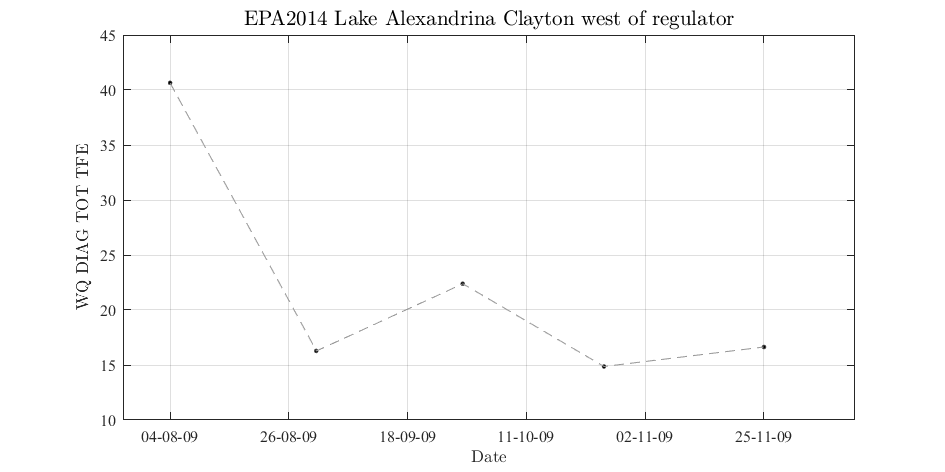 EPA2014 Lake Alexandrina Clayton west of regulator
45
40
35
30
25
20
15
10
WQ DIAG TOT TFE
04-08-09 26-08-09 18-09-09 11-10-09 02-11-09 25-11-09
Date